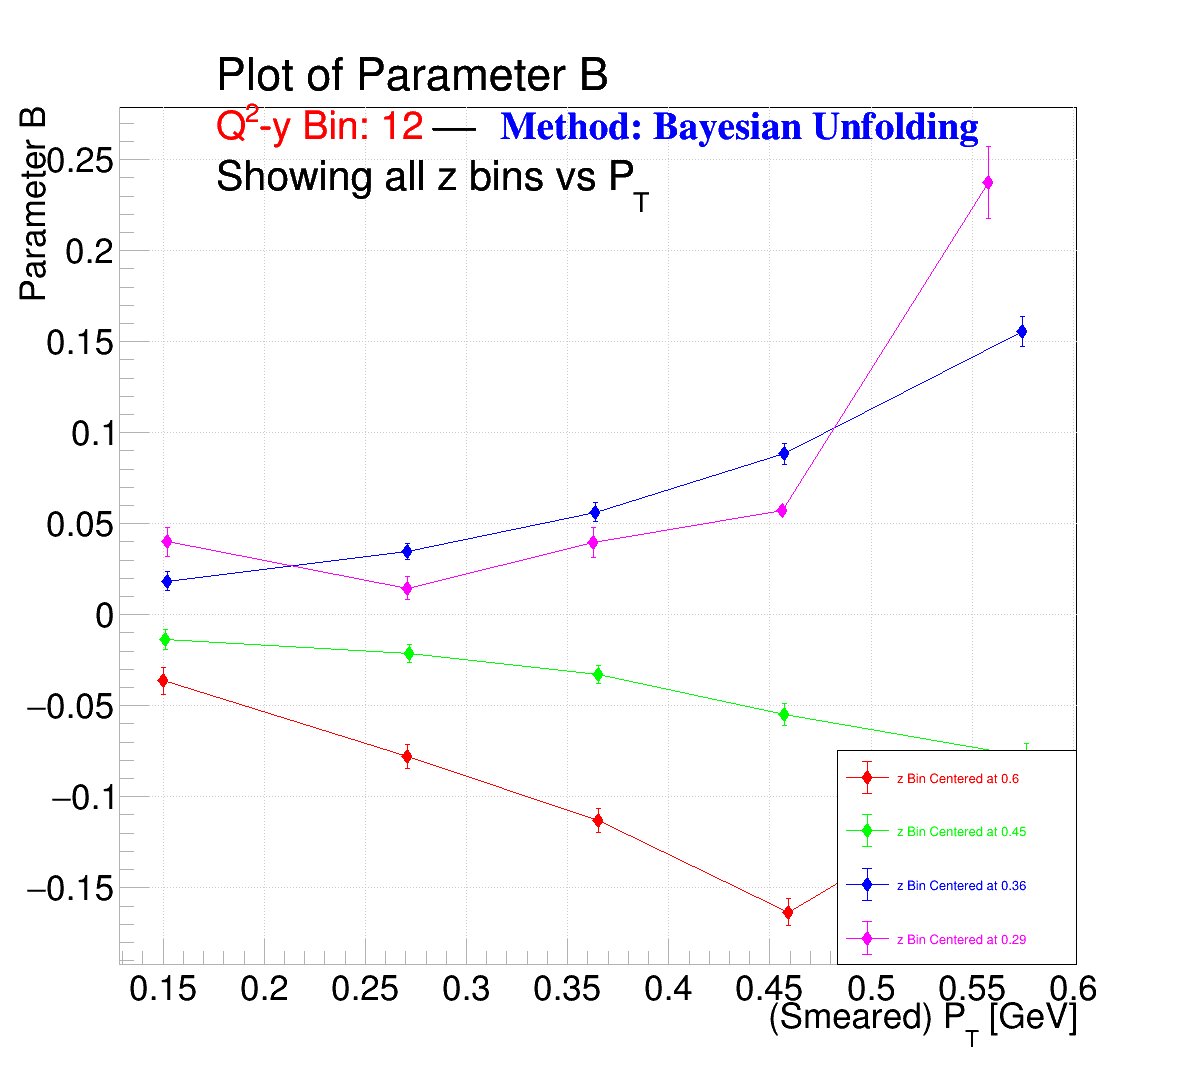 Plot of Parameter B
Q²-y Bin: 12 — Method: Bayesian Unfolding
Showing all z bins vs P_T
Parameter B
0.25
0.2
0.15
0.1
0.05
0
−0.05
−0.1
−0.15
z Bin Centered at 0.6
z Bin Centered at 0.45
z Bin Centered at 0.36
z Bin Centered at 0.29
0.15 0.2 0.25 0.3 0.35 0.4 0.45 0.5 0.55 0.6
(Smeared) P_T [GeV]